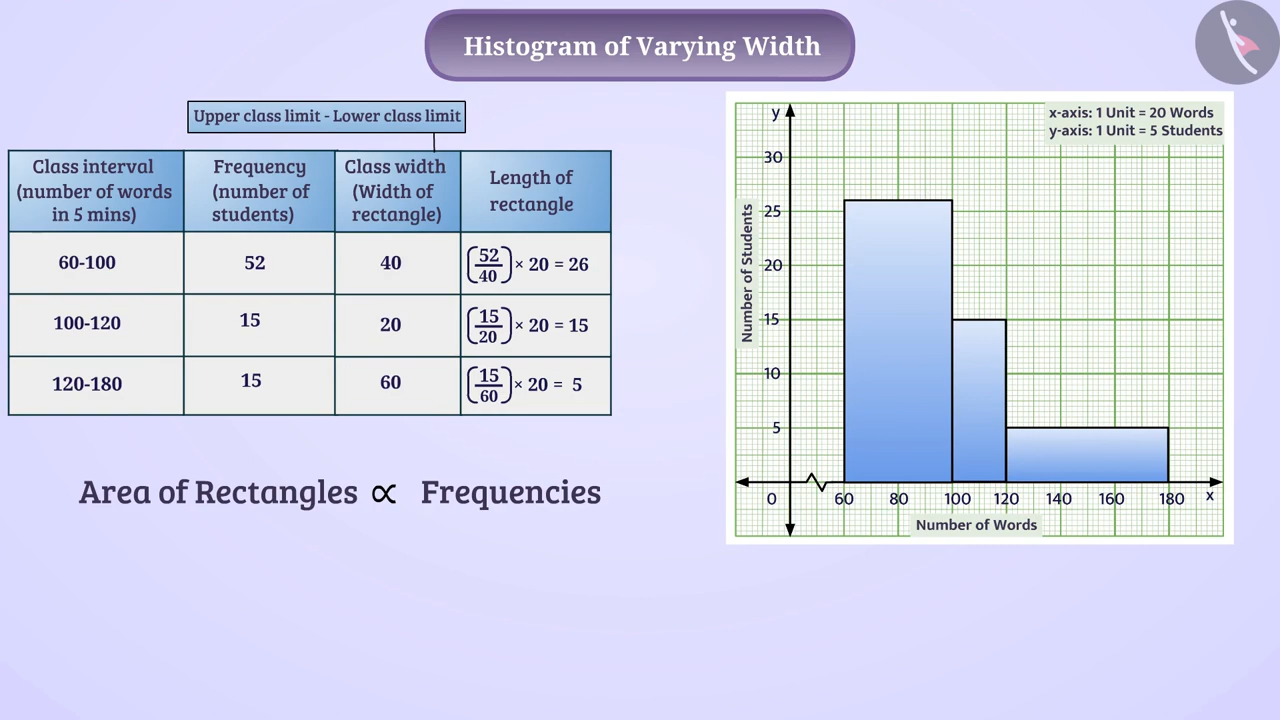 Histogram of Varying Width
Upper class limit - Lower class limit
Class interval
(number of words
in 5 mins)
Frequency
(number of
students)
Class width
(Width of
rectangle)
Length of
rectangle
60-100
52
40
(52/40) × 20 = 26
100-120
15
20
(15/20) × 20 = 15
120-180
15
60
(15/60) × 20 = 5
Area of Rectangles ∝ Frequencies
x-axis: 1 Unit = 20 Words
y-axis: 1 Unit = 5 Students
y
30
25
20
15
10
5
Number of Students
0 60 80 100 120 140 160 180 x
Number of Words